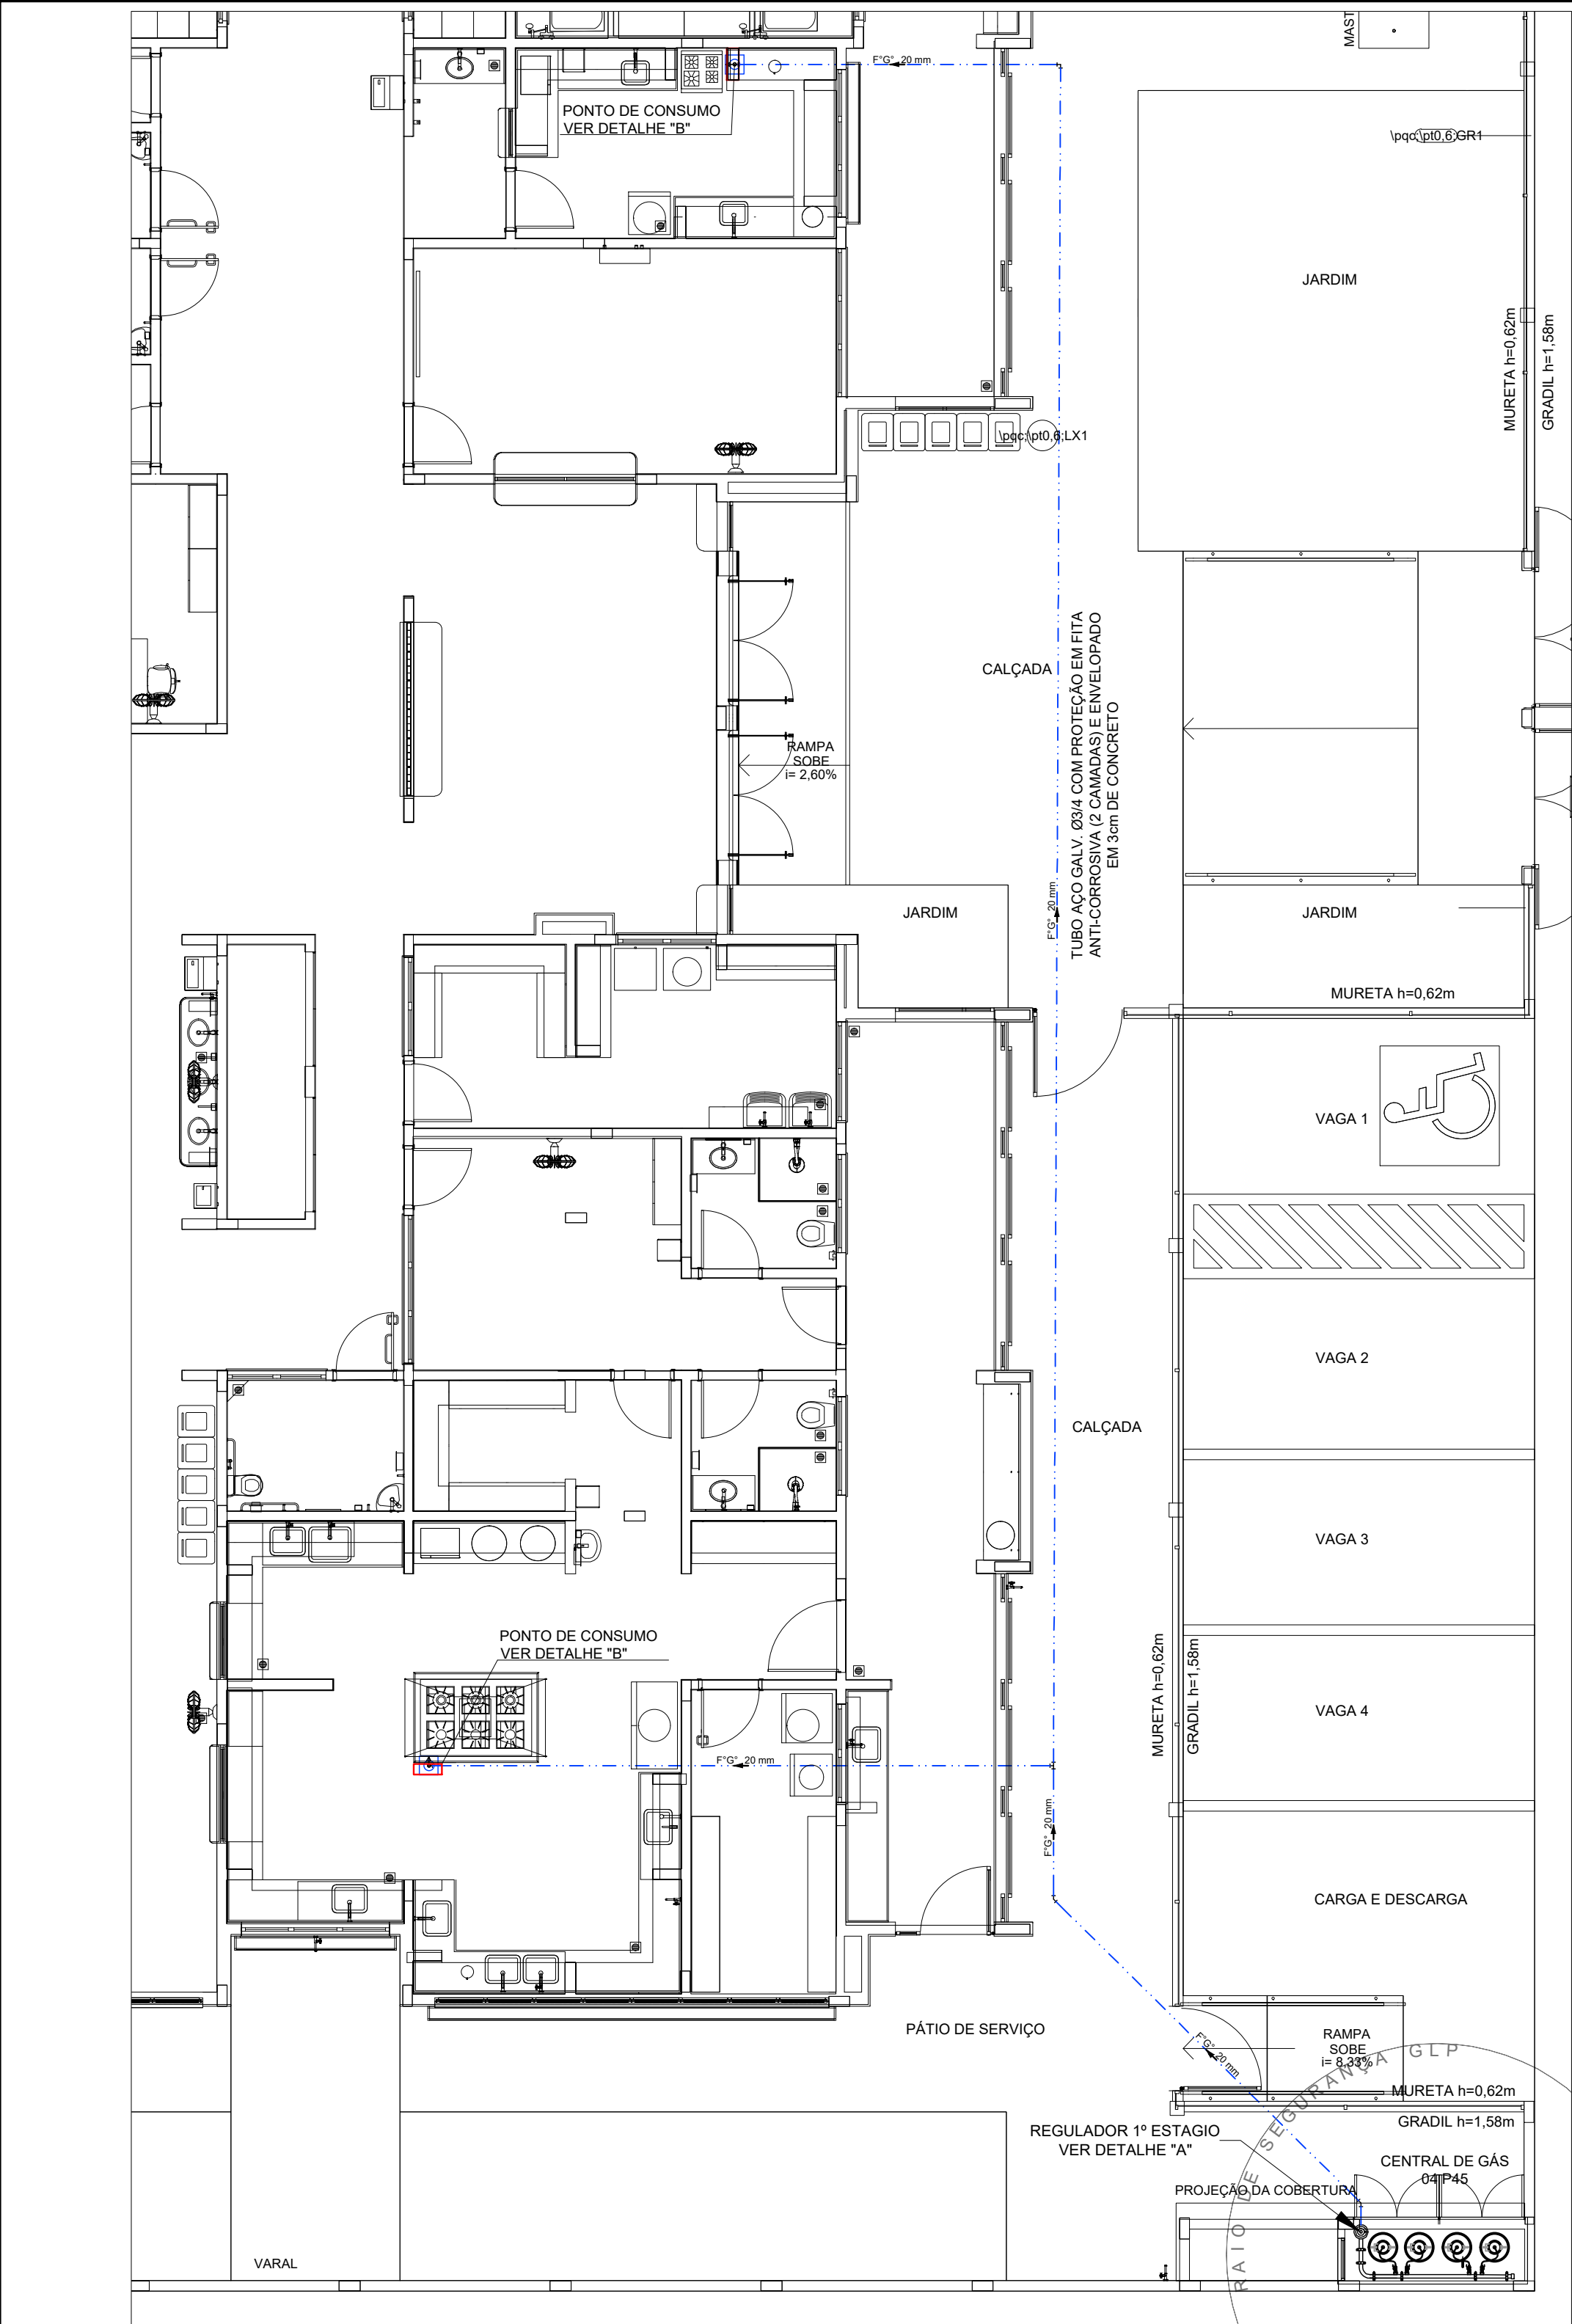 MAST
F°G°  20 mm
PONTO DE CONSUMO
VER DETALHE "B"
\pqc;\pt0,6;GR1
JARDIM
MURETA h=0,62m
GRADIL h=1,58m
\pqc;\pt0,6;LX1
CALÇADA
TUBO AÇO GALV. Ø3/4 COM PROTEÇÃO EM FITA
ANTI-CORROSIVA (2 CAMADAS) E ENVELOPADO
EM 3cm DE CONCRETO
RAMPA
SOBE
i= 2,60%
F°G°  20 mm
JARDIM
JARDIM
MURETA h=0,62m
VAGA 1
VAGA 2
CALÇADA
VAGA 3
PONTO DE CONSUMO
VER DETALHE "B"
MURETA h=0,62m
GRADIL h=1,58m
VAGA 4
F°G°  20 mm
F°G°  20 mm
CARGA E DESCARGA
PÁTIO DE SERVIÇO
F°G°  20 mm
RAMPA
SOBE
i= 8,33%
RAIO DE SEGURANÇA GLP
MURETA h=0,62m
GRADIL h=1,58m
REGULADOR 1º ESTAGIO
VER DETALHE "A"
CENTRAL DE GÁS
04 P45
PROJEÇÃO DA COBERTURA
VARAL